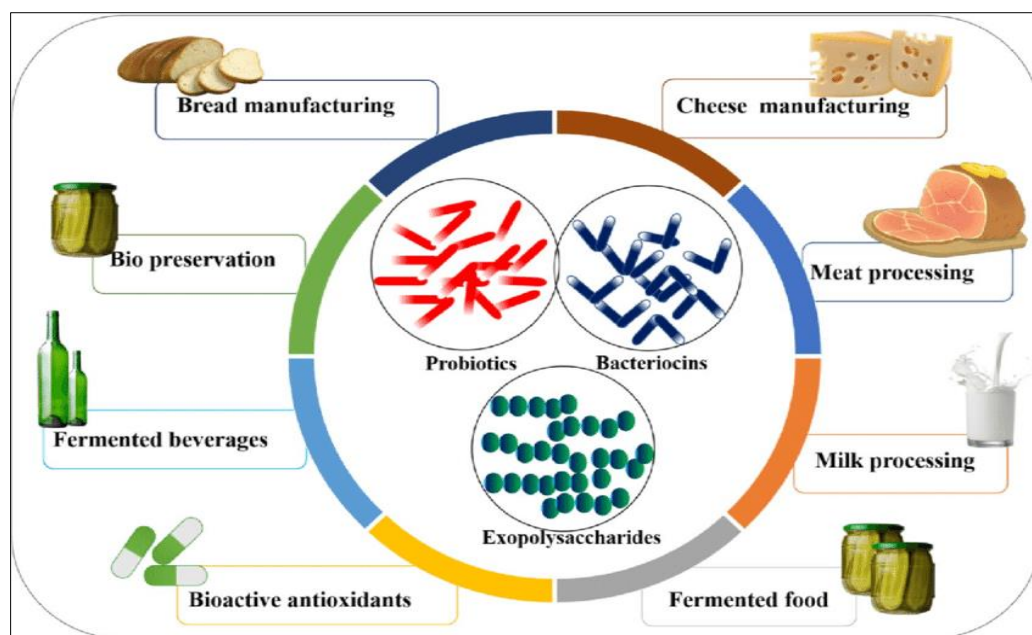 Bread manufacturing
Cheese manufacturing
Bio preservation
Meat processing
Probiotics
Bacteriocins
Fermented beverages
Milk processing
Exopolysaccharides
Bioactive antioxidants
Fermented food